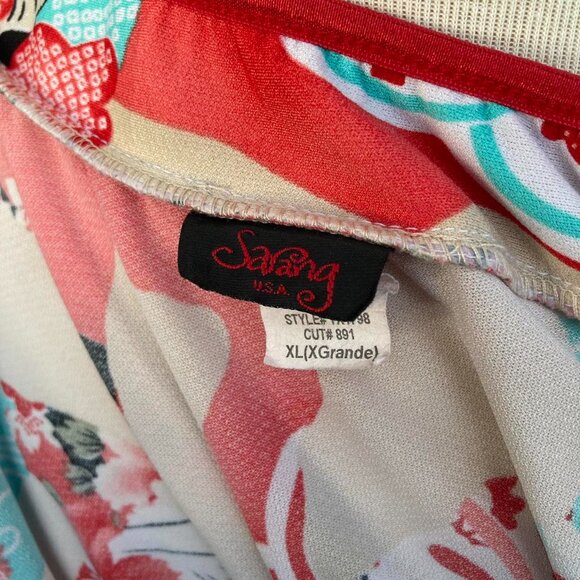 Sarang
U.S.A.
STYLE#
CUT# 891
XL(XGrande)